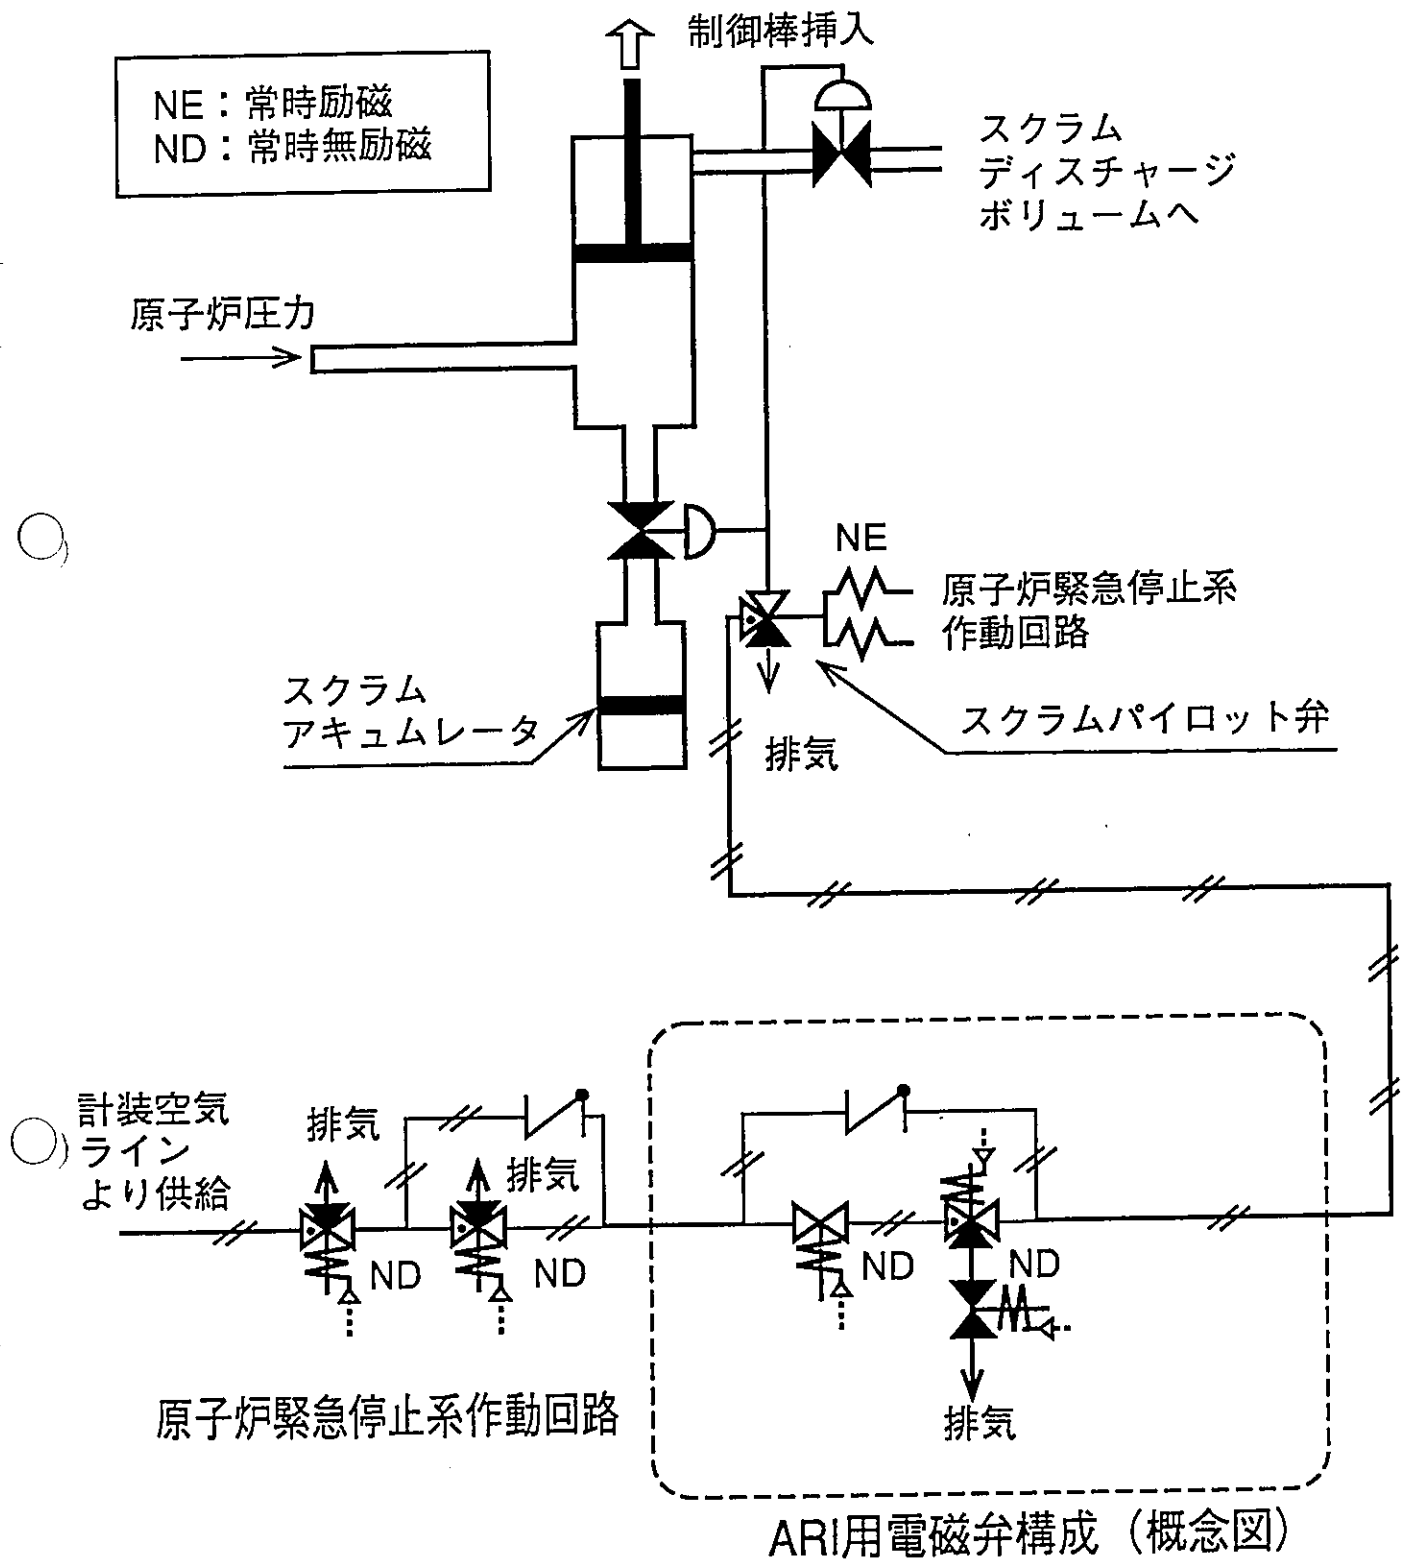 制御棒挿入
NE：常時励磁
ND：常時無励磁
スクラム
ディスチャージ
ボリュームへ
原子炉圧力
NE
原子炉緊急停止系
作動回路
スクラム
アキュムレータ
スクラムパイロット弁
排気
計装空気
ライン
より供給
排気
排気
ND
ND
ND
ND
排気
原子炉緊急停止系作動回路
ARI用電磁弁構成（概念図）